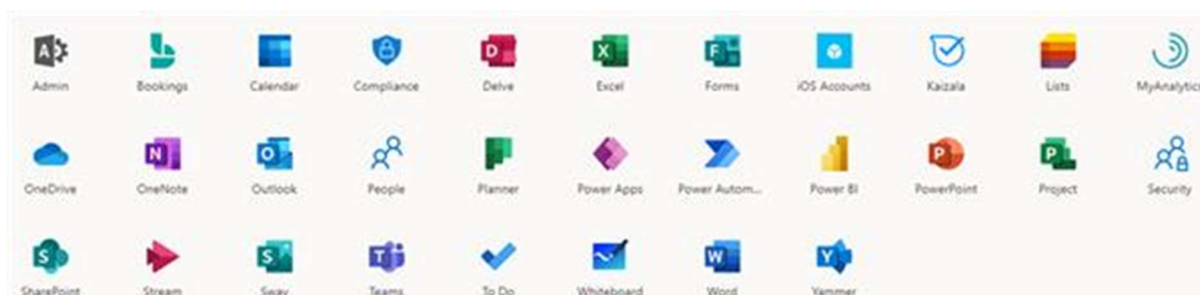 Admin Bookings Calendar Compliance Delve Excel Forms iOS Accounts Kaizala Lists MyAnalytic
OneDrive OneNote Outlook People Planner Power Apps Power Autom... Power BI PowerPoint Project Security
SharePoint Stream Sway Teams To Do Whiteboard Word Yammer